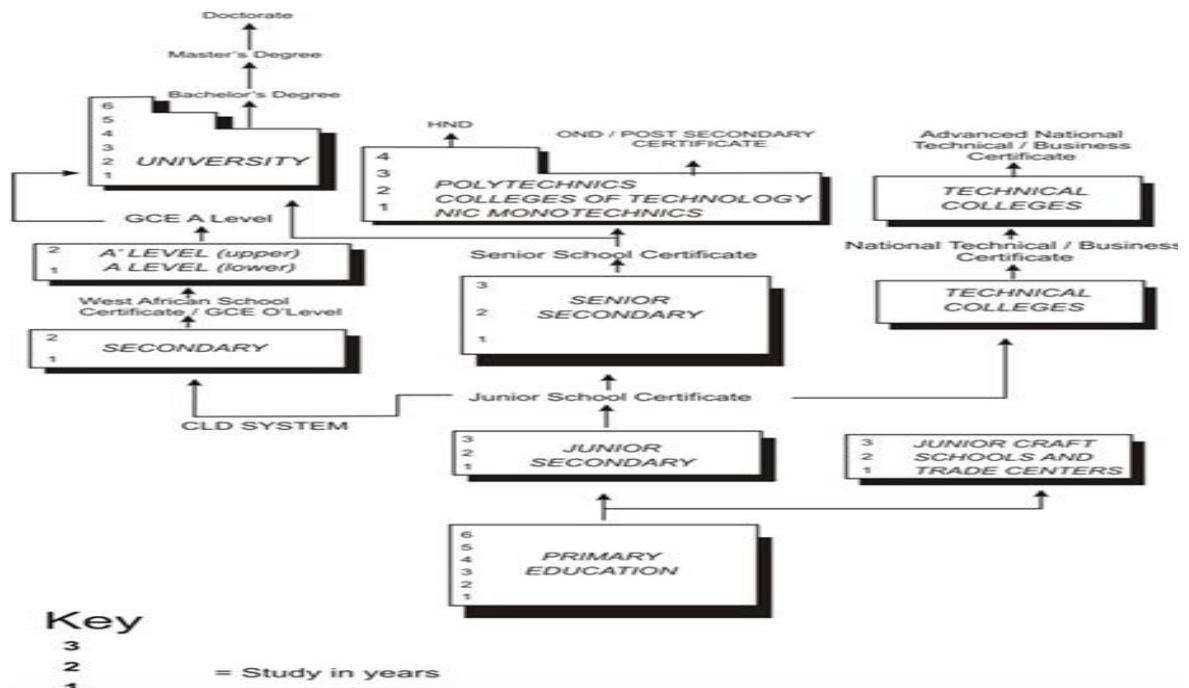 Doctorate
Master's Degree
Bachelor's Degree
6
5
4
3
2
1
UNIVERSITY
HND
OND / POST SECONDARY
CERTIFICATE
4
3
2
1
POLYTECHNICS
COLLEGES OF TECHNOLOGY
NIC MONOTECHNICS
Advanced National
Technical / Business
Certificate
TECHNICAL
COLLEGES
GCE A Level
2
1
A' LEVEL (upper)
A LEVEL (lower)
Senior School Certificate
National Technical / Business
Certificate
West African School
Certificate / GCE O'Level
3
2
1
SENIOR
SECONDARY
TECHNICAL
COLLEGES
2
1
SECONDARY
Junior School Certificate
CLD SYSTEM
3
2
1
JUNIOR
SECONDARY
3
2
1
JUNIOR CRAFT
SCHOOLS AND
TRADE CENTERS
6
5
4
3
2
1
PRIMARY
EDUCATION
Key
3
2
1
= Study in years